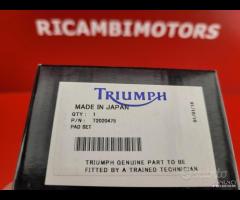 RICAMBIMOTORS
TRIUMPH
MADE IN JAPAN
QTY : 1
P/N : T2020475
PAD SET
TRIUMPH GENUINE PART TO BE
FITTED BY A TRAINED TECHNICIAN